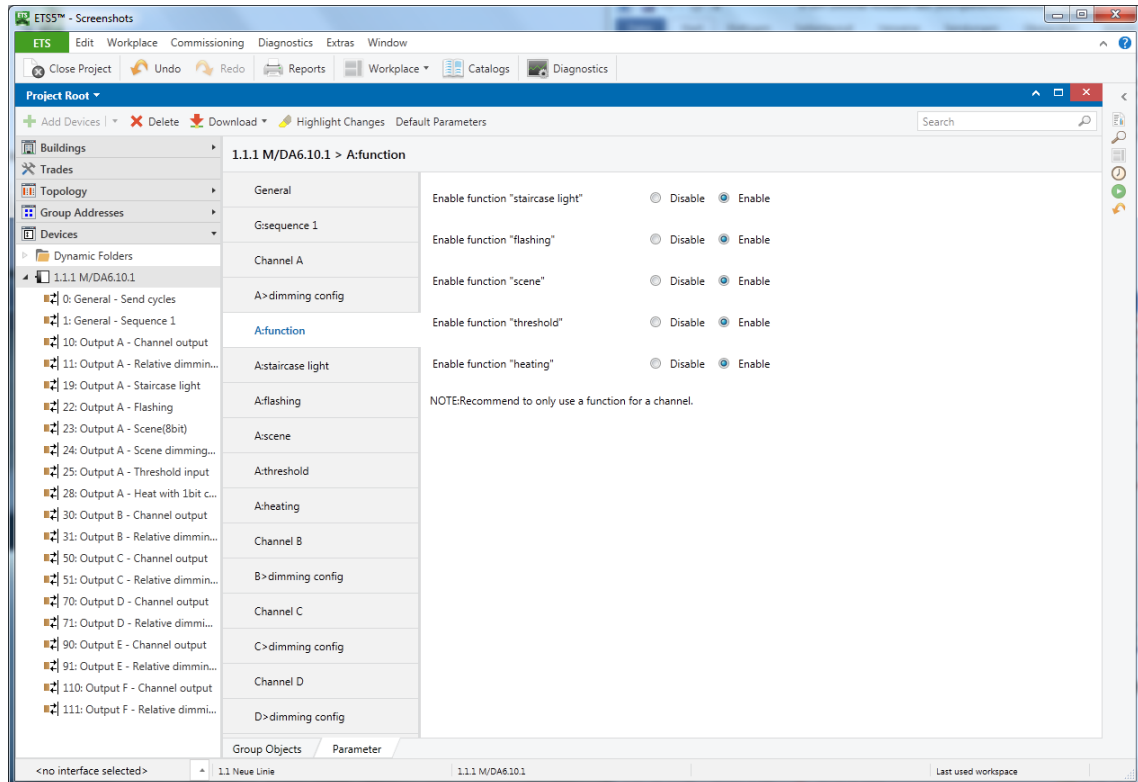 ETS5™ - Screenshots
ETS Edit Workplace Commissioning Diagnostics Extras Window
Close Project Undo Redo Reports Workplace Catalogs Diagnostics
Project Root
Add Devices Delete Download Highlight Changes Default Parameters Search
Buildings
Trades
Topology
Group Addresses
Devices
Dynamic Folders
1.1.1 M/DA6.10.1
0: General - Send cycles
1: General - Sequence 1
10: Output A - Channel output
11: Output A - Relative dimmin...
19: Output A - Staircase light
22: Output A - Flashing
23: Output A - Scene(8bit)
24: Output A - Scene dimming...
25: Output A - Threshold input
28: Output A - Heat with 1bit c...
30: Output B - Channel output
31: Output B - Relative dimmin...
50: Output C - Channel output
51: Output C - Relative dimmin...
70: Output D - Channel output
71: Output D - Relative dimmi...
90: Output E - Channel output
91: Output E - Relative dimmin...
110: Output F - Channel output
111: Output F - Relative dimmi...
1.1.1 M/DA6.10.1 > A:function
General
G:sequence 1
Channel A
A>dimming config
A:function
A:staircase light
A:flashing
A:scene
A:threshold
A:heating
Channel B
B>dimming config
Channel C
C>dimming config
Channel D
D>dimming config
Enable function "staircase light" Disable Enable
Enable function "flashing" Disable Enable
Enable function "scene" Disable Enable
Enable function "threshold" Disable Enable
Enable function "heating" Disable Enable
NOTE:Recommend to only use a function for a channel.
Group Objects Parameter
<no interface selected> 1.1 Neue Linie 1.1.1 M/DA6.10.1 Last used workspace